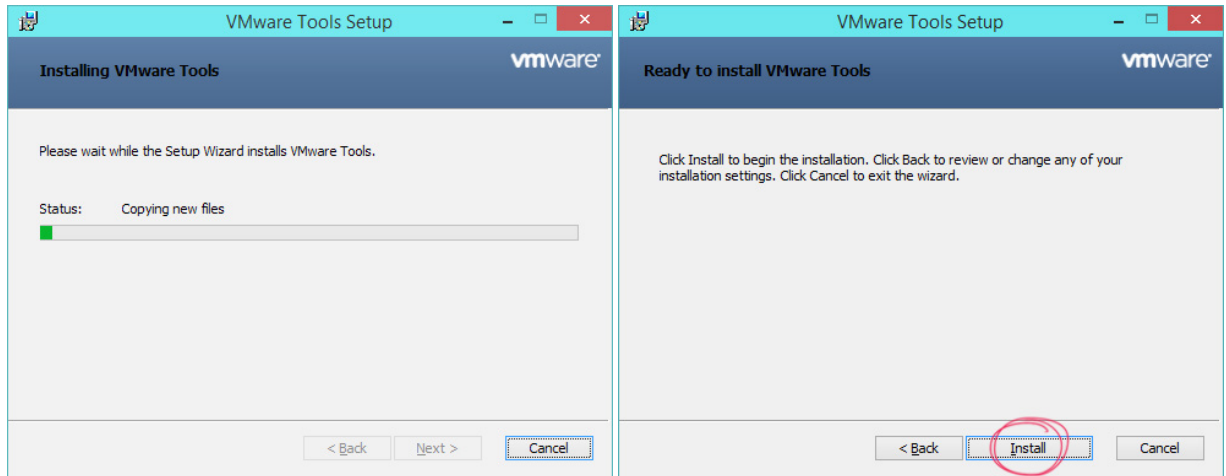 VMware Tools Setup
Installing VMware Tools
vmware
Please wait while the Setup Wizard installs VMware Tools.
Status: Copying new files
< Back Next > Cancel
VMware Tools Setup
Ready to install VMware Tools
vmware
Click Install to begin the installation. Click Back to review or change any of your
installation settings. Click Cancel to exit the wizard.
< Back Install Cancel